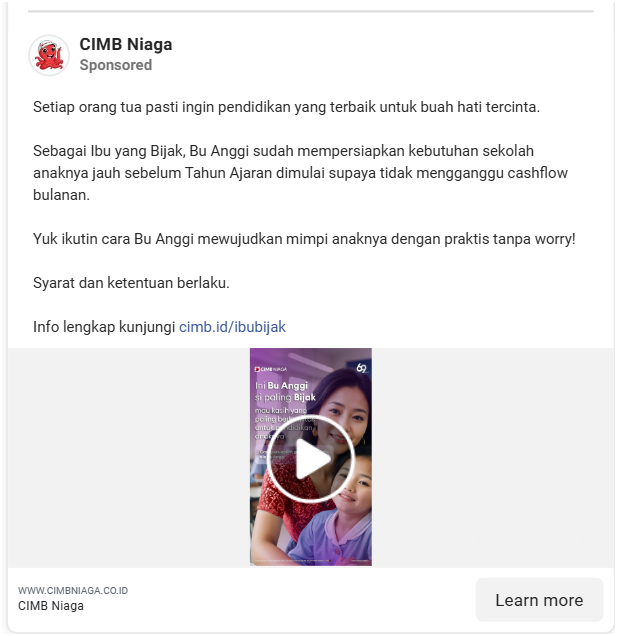 CIMB Niaga
Sponsored
Setiap orang tua pasti ingin pendidikan yang terbaik untuk buah hati tercinta.
Sebagai Ibu yang Bijak, Bu Anggi sudah mempersiapkan kebutuhan sekolah
anaknya jauh sebelum Tahun Ajaran dimulai supaya tidak mengganggu cashflow
bulanan.
Yuk ikutin cara Bu Anggi mewujudkan mimpi anaknya dengan praktis tanpa worry!
Syarat dan ketentuan berlaku.
Info lengkap kunjungi cimb.id/ibubijak
CIMB NIAGA
69
Ini Bu Anggi
si paling Bijak
mau kasih yang
paling
untuk pendidikan
anaknya
WWW.CIMBNIAGA.CO.ID
CIMB Niaga
Learn more